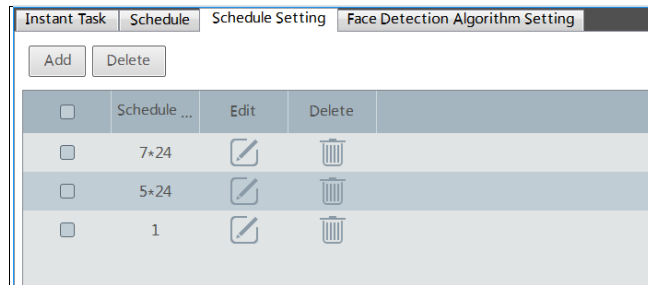 Instant Task Schedule Schedule Setting Face Detection Algorithm Setting
Add Delete
Schedule ... Edit Delete
7*24
5*24
1